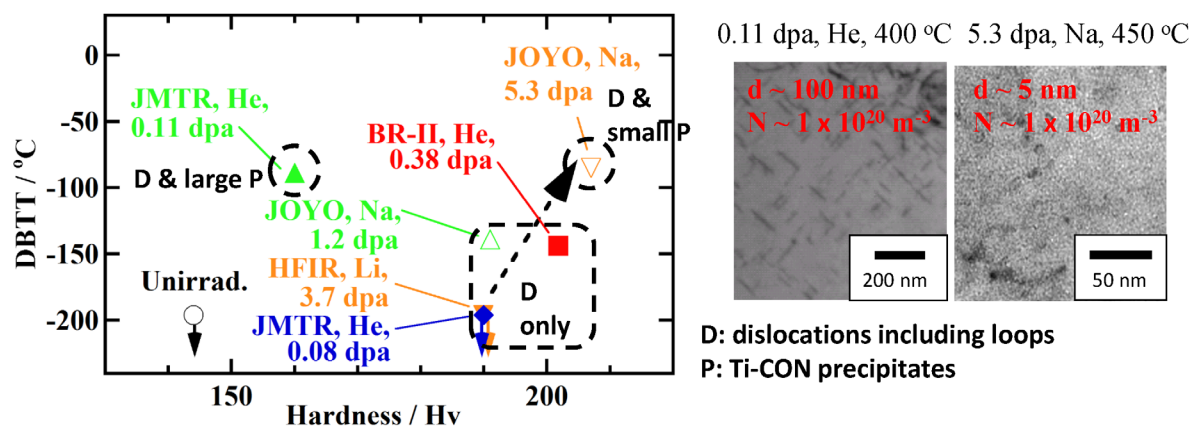 0
-50
-100
-150
-200
DBTT / °C
150
200
Hardness / Hv
JMTR, He,
0.11 dpa
D & large P
JOYO, Na,
5.3 dpa
D &
small P
BR-II, He,
0.38 dpa
JOYO, Na,
1.2 dpa
HFIR, Li,
3.7 dpa
JMTR, He,
0.08 dpa
Unirrad.
D
only
0.11 dpa, He, 400 °C
d ~ 100 nm
N ~ 1 x 10²⁰ m⁻³
200 nm
5.3 dpa, Na, 450 °C
d ~ 5 nm
N ~ 1 x 10²⁰ m⁻³
50 nm
D: dislocations including loops
P: Ti-CON precipitates